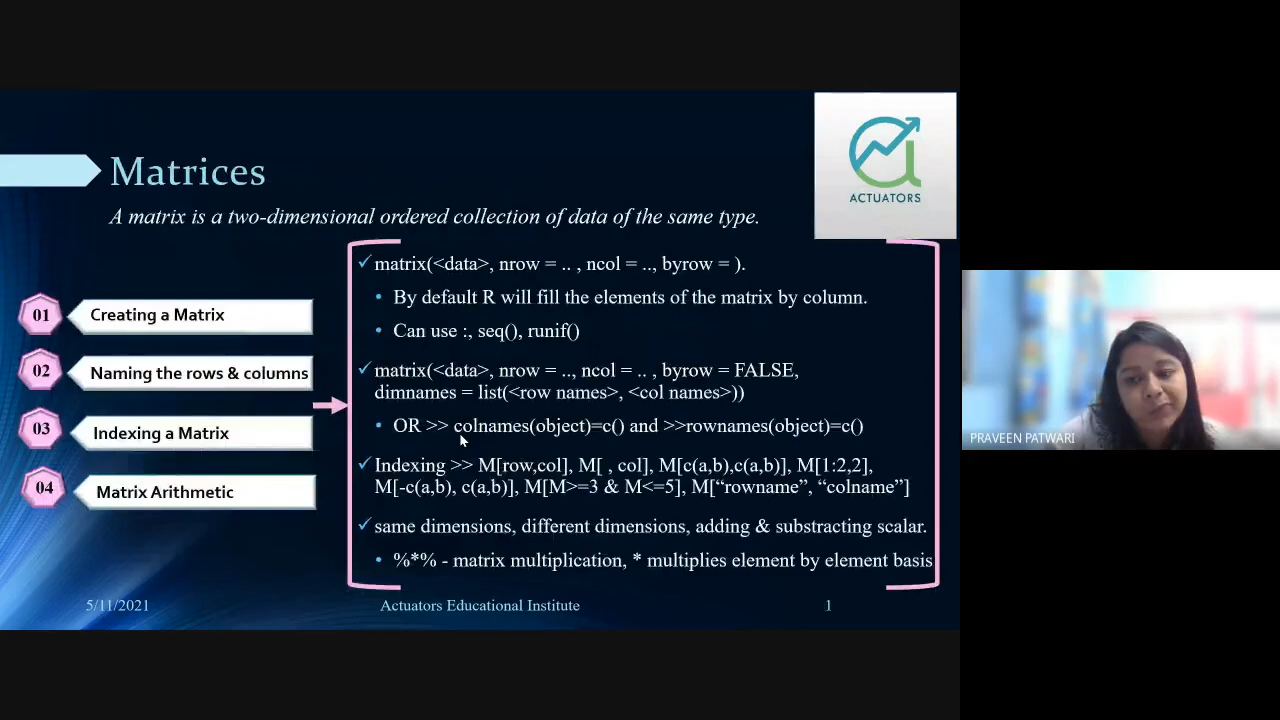 Matrices
ACTUATORS
A matrix is a two-dimensional ordered collection of data of the same type.
01 Creating a Matrix
02 Naming the rows & columns
03 Indexing a Matrix
04 Matrix Arithmetic
✓ matrix(<data>, nrow = .. , ncol = .., byrow = ).
• By default R will fill the elements of the matrix by column.
• Can use :, seq(), runif()
✓ matrix(<data>, nrow = .., ncol = .. , byrow = FALSE,
dimnames = list(<row names>, <col names>))
• OR >> colnames(object)=c() and >>rownames(object)=c()
✓ Indexing >> M[row,col], M[ , col], M[c(a,b),c(a,b)], M[1:2,2],
M[-c(a,b), c(a,b)], M[M>=3 & M<=5], M[“rowname”, “colname”]
✓ same dimensions, different dimensions, adding & substracting scalar.
• %*% - matrix multiplication, * multiplies element by element basis
5/11/2021
Actuators Educational Institute
1
PRAVEEN PATWARI